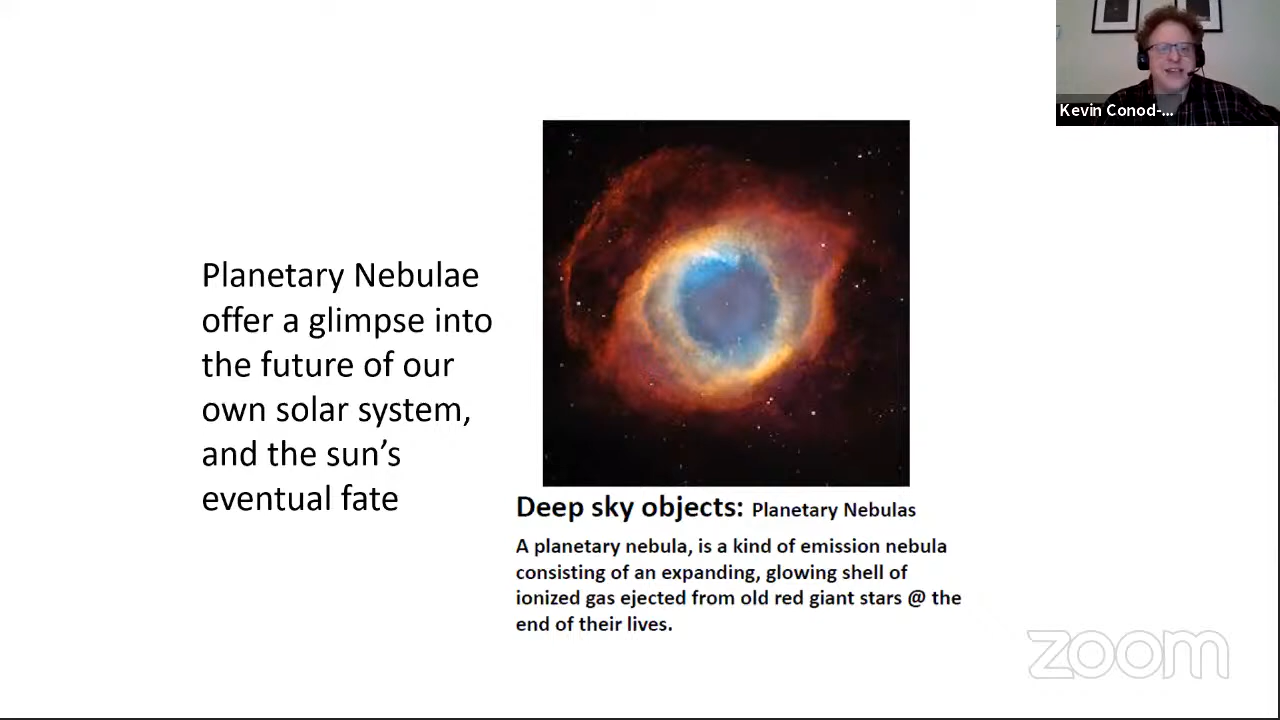 Kevin Conod-...
Planetary Nebulae
offer a glimpse into
the future of our
own solar system,
and the sun’s
eventual fate
Deep sky objects: Planetary Nebulas
A planetary nebula, is a kind of emission nebula
consisting of an expanding, glowing shell of
ionized gas ejected from old red giant stars @ the
end of their lives.
zoom